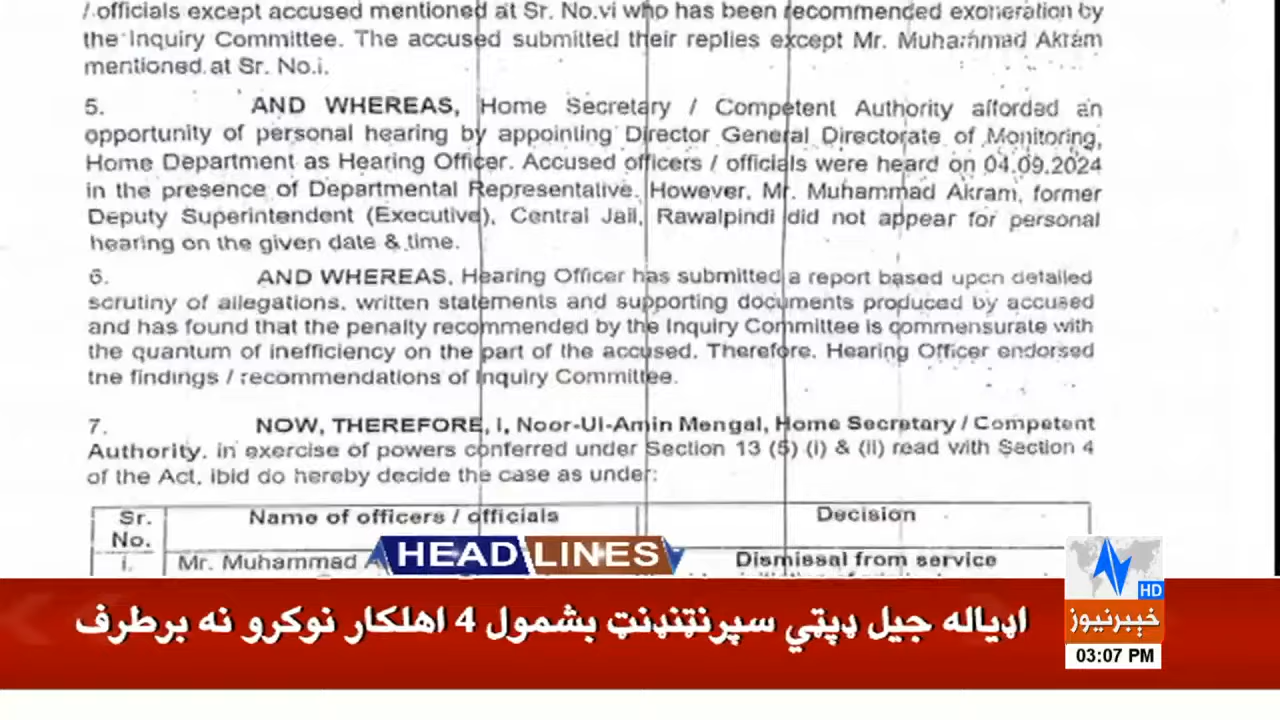 / officials except accused mentioned at Sr. No.vi who has been recommended exoneration by
the Inquiry Committee. The accused submitted their replies except Mr. Muhammad Akram
mentioned at Sr. No.i.
5. AND WHEREAS, Home Secretary / Competent Authority afforded an
opportunity of personal hearing by appointing Director General Directorate of Monitoring,
Home Department as Hearing Officer. Accused officers / officials were heard on 04.09.2024
in the presence of Departmental Representative. However, Mr. Muhammad Akram, former
Deputy Superintendent (Executive), Central Jail, Rawalpindi did not appear for personal
hearing on the given date & time.
6. AND WHEREAS, Hearing Officer has submitted a report based upon detailed
scrutiny of allegations, written statements and supporting documents produced by accused
and has found that the penalty recommended by the Inquiry Committee is commensurate with
the quantum of inefficiency on the part of the accused. Therefore, Hearing Officer endorsed
the findings / recommendations of Inquiry Committee.
7. NOW, THEREFORE, I, Noor-Ul-Amin Mengal, Home Secretary / Competent
Authority, in exercise of powers conferred under Section 13 (5) (i) & (ii) read with Section 4
of the Act, ibid do hereby decide the case as under:
Sr. No. Name of officers / officials Decision
i. Mr. Muhammad A Dismissal from service
HEADLINES
اډیاله جیل ډپټي سپرنټنډنټ بشمول 4 اهلکار نوکرو نه برطرف
HD
خیبرنیوز
03:07 PM